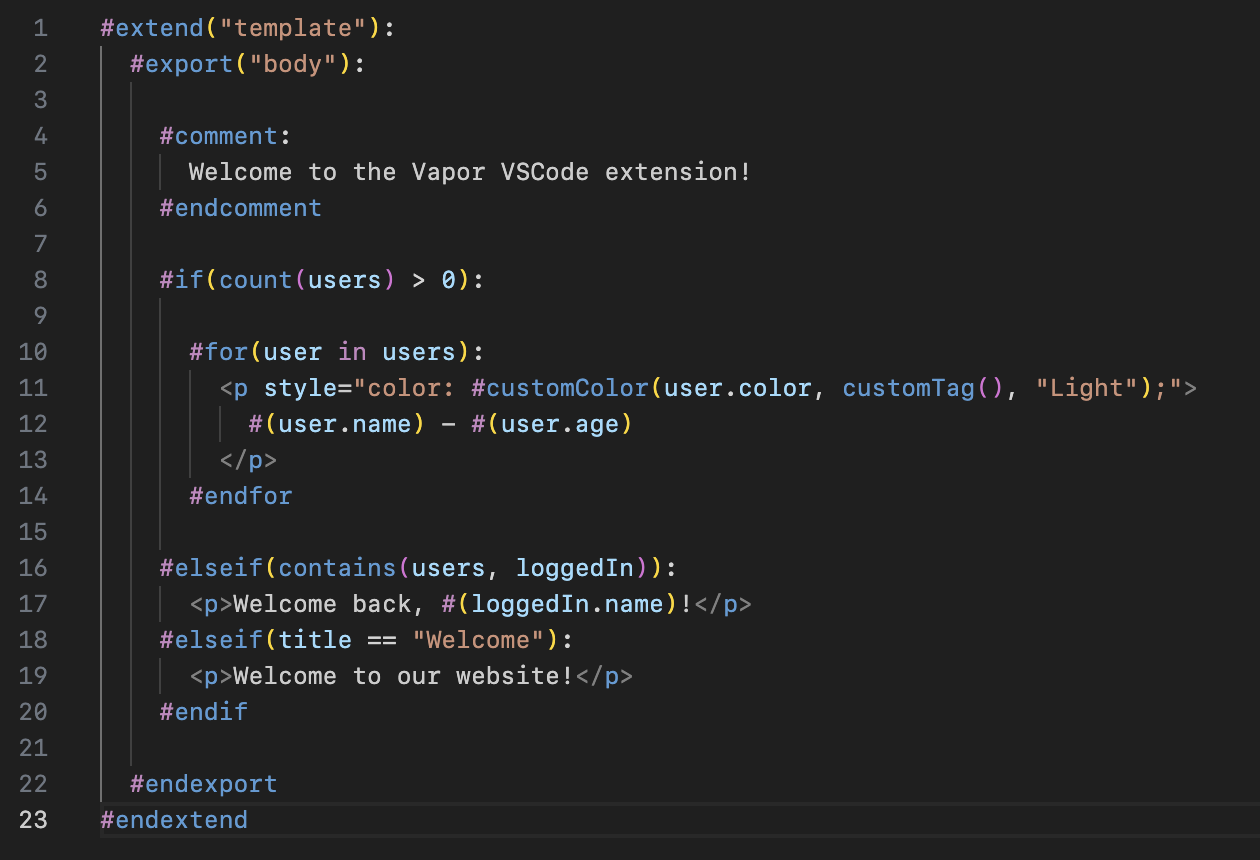 1 #extend("template"):
2   #export("body"):
3
4     #comment:
5       Welcome to the Vapor VSCode extension!
6     #endcomment
7
8     #if(count(users) > 0):
9
10       #for(user in users):
11         <p style="color: #customColor(user.color, customTag(), "Light");">
12           #(user.name) - #(user.age)
13         </p>
14       #endfor
15
16     #elseif(contains(users, loggedIn)):
17       <p>Welcome back, #(loggedIn.name)!</p>
18     #elseif(title == "Welcome"):
19       <p>Welcome to our website!</p>
20     #endif
21
22   #endexport
23 #endextend